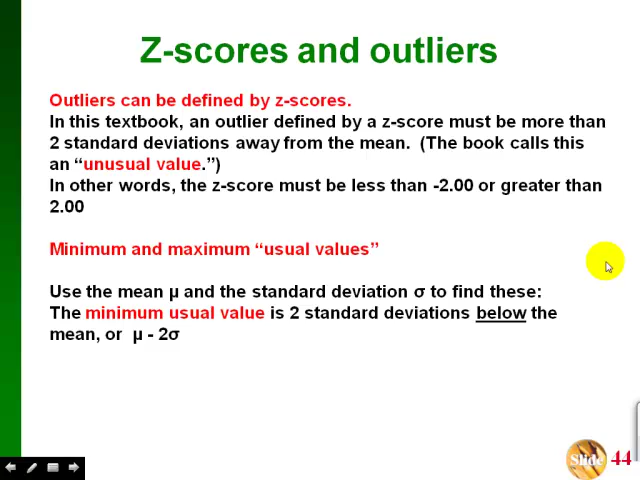 Z-scores and outliers
Outliers can be defined by z-scores.
In this textbook, an outlier defined by a z-score must be more than
2 standard deviations away from the mean. (The book calls this
an “unusual value.”)
In other words, the z-score must be less than -2.00 or greater than
2.00
Minimum and maximum “usual values”
Use the mean μ and the standard deviation σ to find these:
The minimum usual value is 2 standard deviations below the
mean, or μ - 2σ
Slide 44